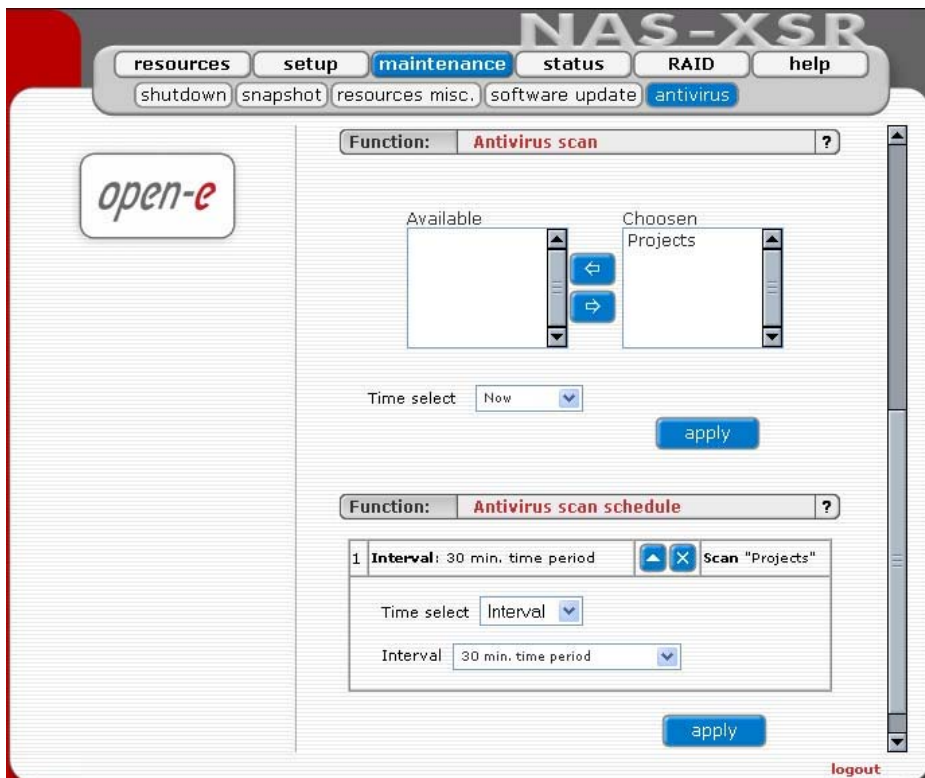 NAS-XSR
resources setup maintenance status RAID help
shutdown snapshot resources misc. software update antivirus
open-e
Function: Antivirus scan ?
Available Choosen
Projects
Time select Now
apply
Function: Antivirus scan schedule ?
1 Interval: 30 min. time period Scan "Projects"
Time select Interval
Interval 30 min. time period
apply
logout